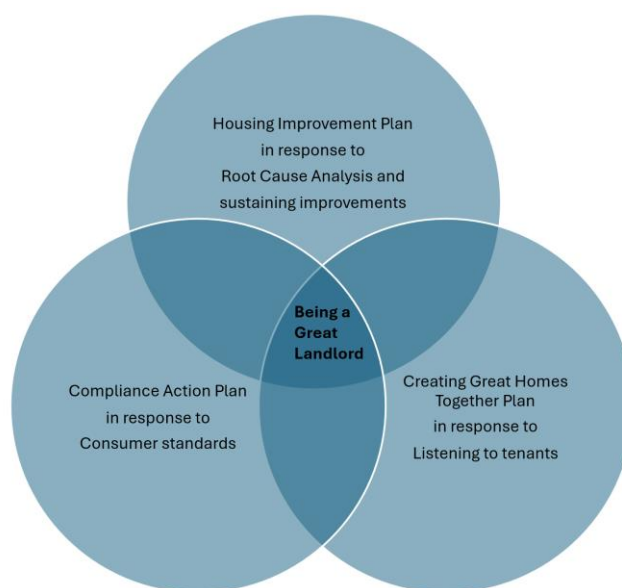 Housing Improvement Plan
in response to
Root Cause Analysis and
sustaining improvements
Being a
Great
Landlord
Compliance Action Plan
in response to
Consumer standards
Creating Great Homes
Together Plan
in response to
Listening to tenants